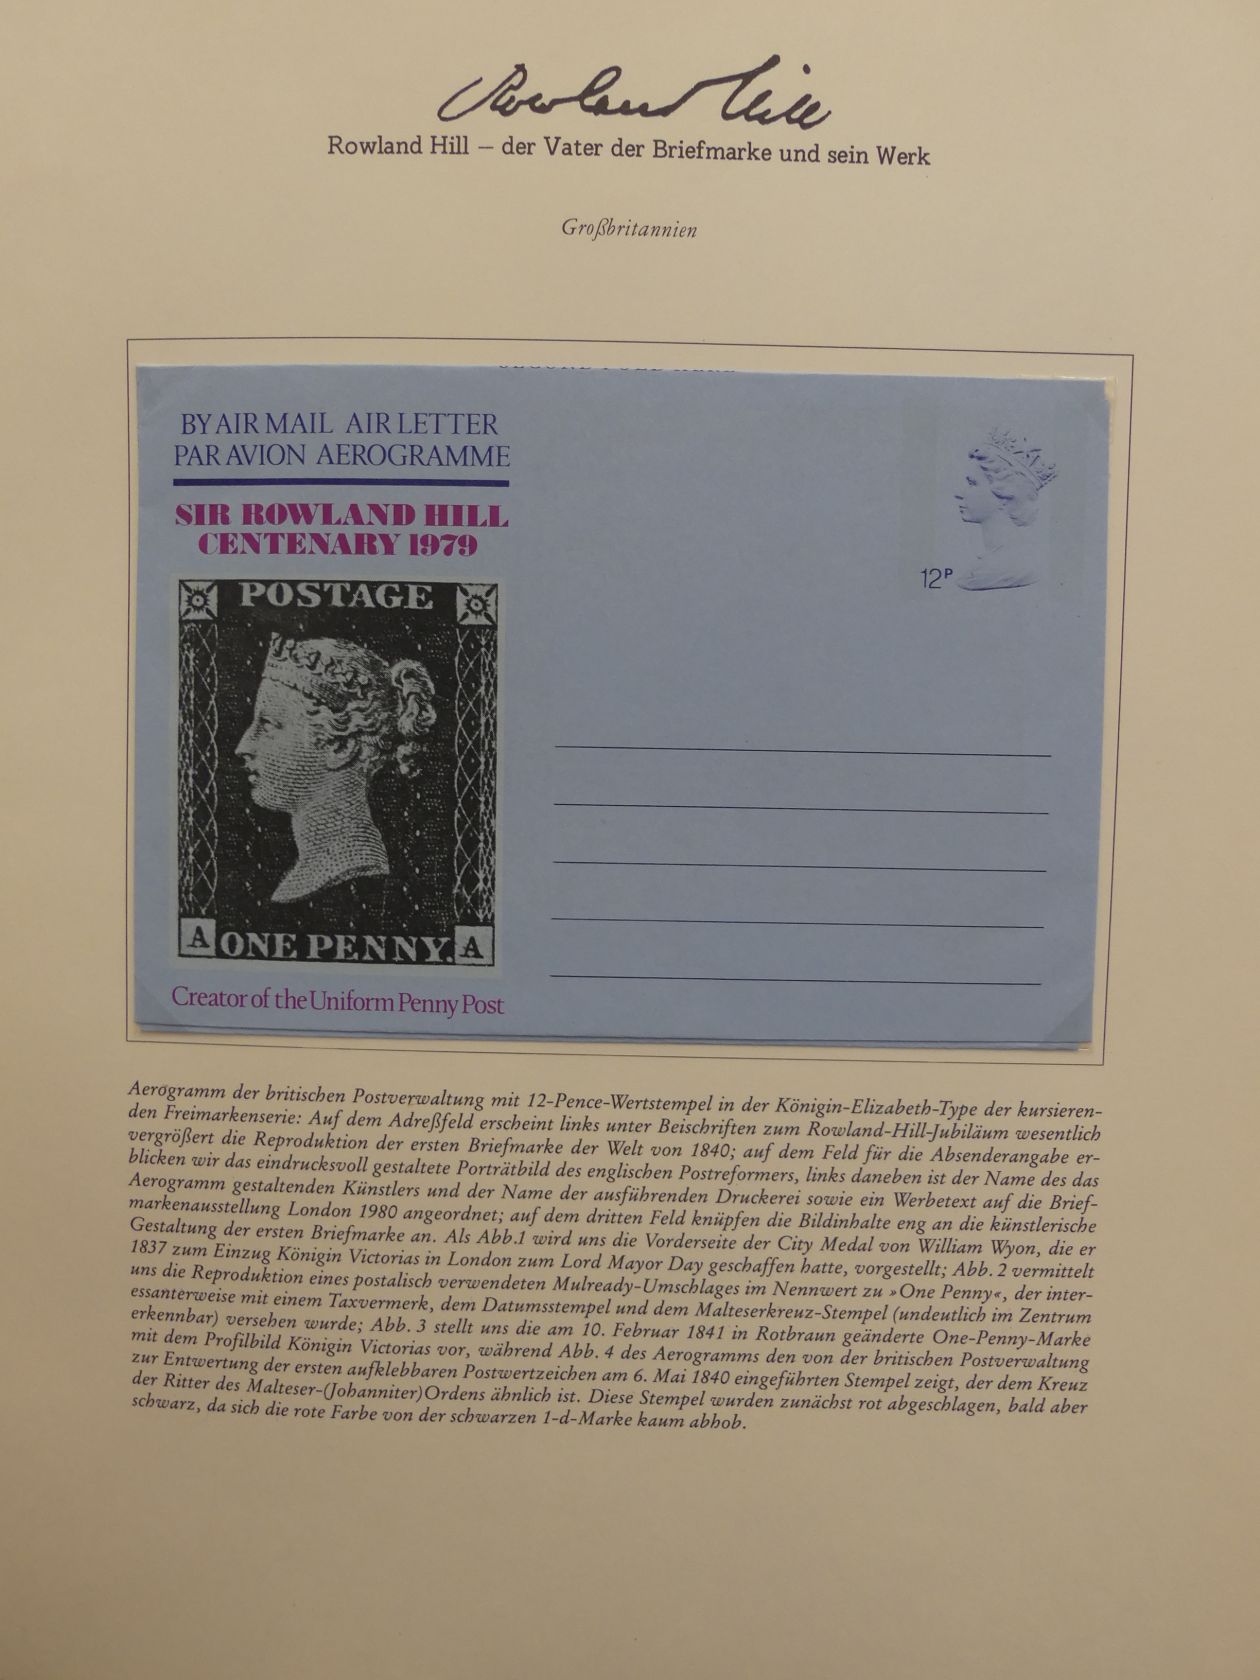 Rowland Hill
Rowland Hill – der Vater der Briefmarke und sein Werk
Großbritannien
BY AIR MAIL AIR LETTER
PAR AVION AEROGRAMME
SIR ROWLAND HILL
CENTENARY 1979
12P
POSTAGE
A ONE PENNY. A
Creator of the Uniform Penny Post
Aerogramm der britischen Postverwaltung mit 12-Pence-Wertstempel in der Königin-Elizabeth-Type der kursieren-
den Freimarkenserie: Auf dem Adreßfeld erscheint links unter Beischriften zum Rowland-Hill-Jubiläum wesentlich
vergrößert die Reproduktion der ersten Briefmarke der Welt von 1840; auf dem Feld für die Absenderangabe er-
blicken wir das eindrucksvoll gestaltete Porträtbild des englischen Postreformers, links daneben ist der Name des das
Aerogramm gestaltenden Künstlers und der Name der ausführenden Druckerei sowie ein Werbetext auf die Brief-
markenausstellung London 1980 angeordnet; auf dem dritten Feld knüpfen die Bildinhalte eng an die künstlerische
Gestaltung der ersten Briefmarke an. Als Abb.1 wird uns die Vorderseite der City Medal von William Wyon, die er
1837 zum Einzug Königin Victorias in London zum Lord Mayor Day geschaffen hatte, vorgestellt; Abb. 2 vermittelt
uns die Reproduktion eines postalisch verwendeten Mulready-Umschlages im Nennwert zu »One Penny«, der inter-
essanterweise mit einem Taxvermerk, dem Datumsstempel und dem Malteserkreuz-Stempel (undeutlich im Zentrum
erkennbar) versehen wurde; Abb. 3 stellt uns die am 10. Februar 1841 in Rotbraun geänderte One-Penny-Marke
mit dem Profilbild Königin Victorias vor, während Abb. 4 des Aerogramms den von der britischen Postverwaltung
zur Entwertung der ersten aufklebbaren Postwertzeichen am 6. Mai 1840 eingeführten Stempel zeigt, der dem Kreuz
der Ritter des Malteser-(Johanniter)Ordens ähnlich ist. Diese Stempel wurden zunächst rot abgeschlagen, bald aber
schwarz, da sich die rote Farbe von der schwarzen 1-d-Marke kaum abhob.